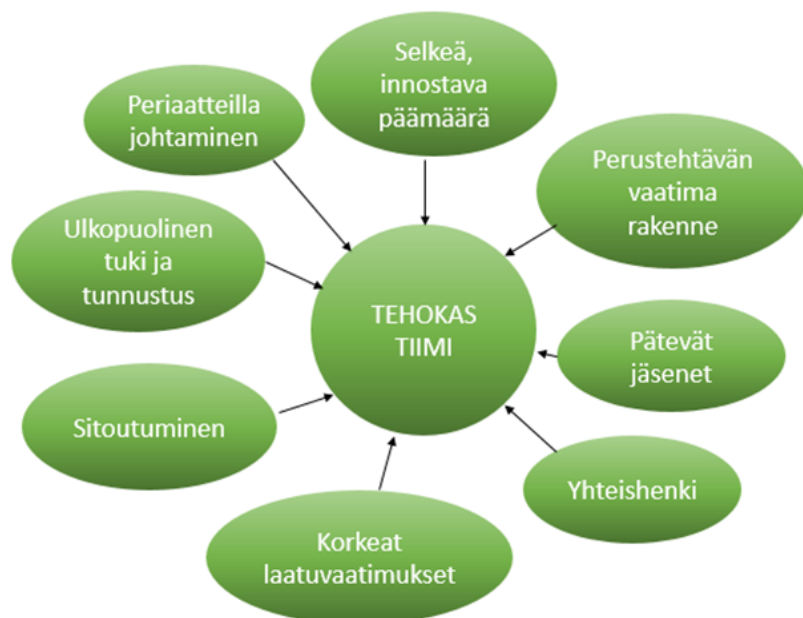 Selkeä,
innostava
päämäärä
Periaatteilla
johtaminen
Perustehtävän
vaatima
rakenne
Ulkopuolinen
tuki ja
tunnustus
TEHOKAS
TIIMI
Pätevät
jäsenet
Sitoutuminen
Yhteishenki
Korkeat
laatuvaatimukset